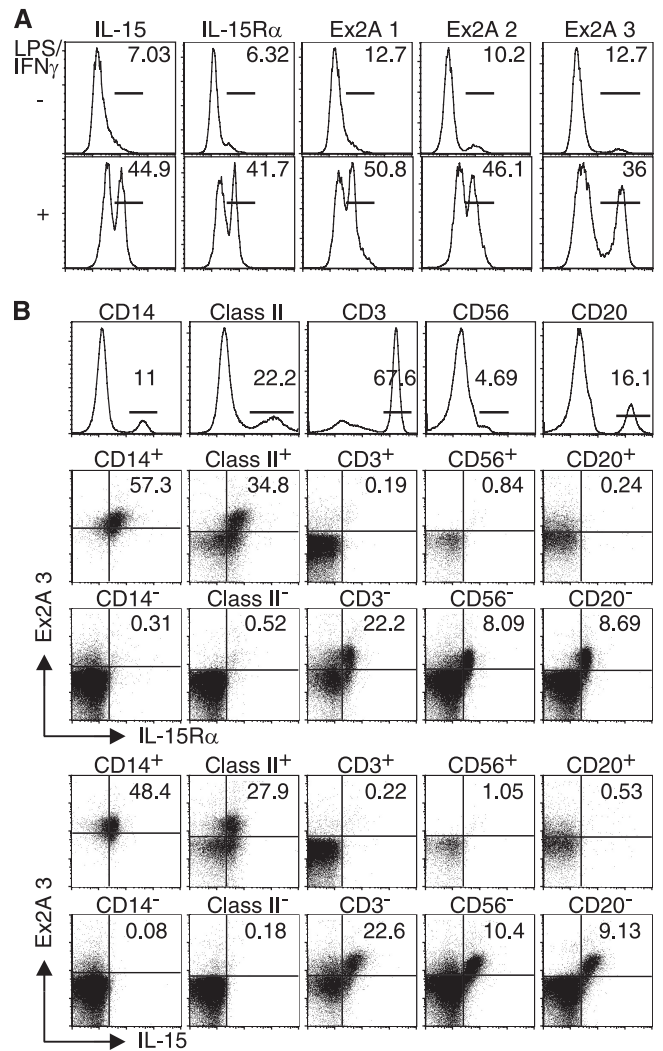 A
IL-15 IL-15Rα Ex2A 1 Ex2A 2 Ex2A 3
LPS/
IFNγ
- 7.03 6.32 12.7 10.2 12.7
+ 44.9 41.7 50.8 46.1 36
B
CD14 Class II CD3 CD56 CD20
11 22.2 67.6 4.69 16.1
CD14+ Class II+ CD3+ CD56+ CD20+
57.3 34.8 0.19 0.84 0.24
CD14- Class II- CD3- CD56- CD20-
0.31 0.52 22.2 8.09 8.69
Ex2A 3
IL-15Rα
CD14+ Class II+ CD3+ CD56+ CD20+
48.4 27.9 0.22 1.05 0.53
CD14- Class II- CD3- CD56- CD20-
0.08 0.18 22.6 10.4 9.13
Ex2A 3
IL-15